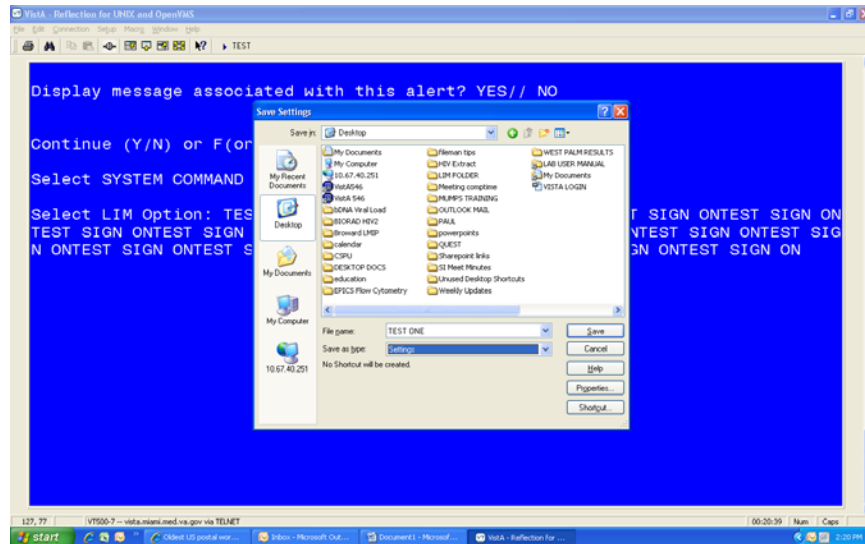 VistA - Reflection for UNIX and OpenVMS
File Edit Connection Setup Macro Window Help
TEST
Display message associated with this alert? YES// NO
Save Settings
Save in: Desktop
Continue (Y/N) or F(or
Select SYSTEM COMMAND
Select LIM Option: TES
T SIGN ONTEST SIGN ON
TEST SIGN ONTEST SIGN
NTEST SIGN ONTEST SIG
N ONTEST SIGN ONTEST S
GN ONTEST SIGN ON
My Recent Documents
Desktop
My Documents
My Computer
10.67.40.251
My Documents
My Computer
10.67.40.251
VistA546
VistA 546
bDNA Viral Load
BIORAD HIV2
Broward LMIP
calendar
CSPU
DESKTOP DOCS
education
EPICS Flow Cytometry
fileman tips
HIV Extract
LIM FOLDER
Meeting comptime
MUMPS TRAINING
OUTLOOK MAIL
PAUL
powerpoints
QUEST
Sharepoint links
SI Meet Minutes
Unused Desktop Shortcuts
Weekly Updates
WEST PALM RESULTS
LAB USER MANUAL
My Documents
VISTA LOGIN
File name: TEST ONE
Save
Save as type: Settings
Cancel
No Shortcut will be created.
Help
Properties...
Shortcut...
127, 77
VT500-7 -- vista.miami.med.va.gov via TELNET
00:20:39
Num
Caps
start
Oldest US postal wor...
Inbox - Microsoft Out...
Document1 - Microsof...
VistA - Reflection for ...
2:20 PM